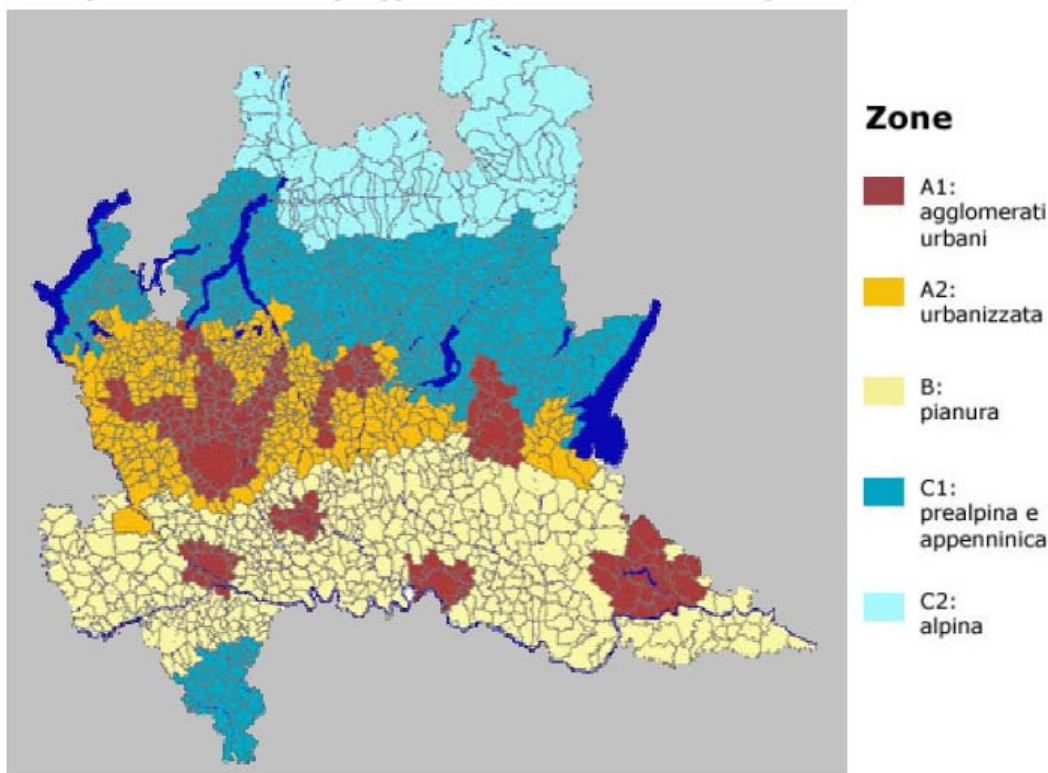 Zone
A1:
agglomerati
urbani
A2:
urbanizzata
B:
pianura
C1:
prealpina e
appenninica
C2:
alpina